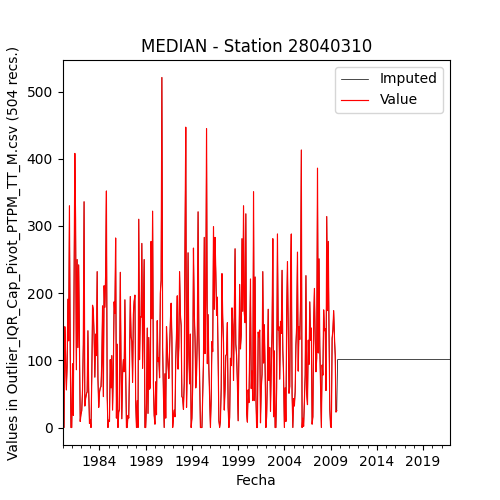 MEDIAN - Station 28040310
Values in Outlier_IQR_Cap_Pivot_PTPM_TT_M.csv (504 recs.)
500
400
300
200
100
0
Imputed
Value
1984 1989 1994 1999 2004 2009 2014 2019
Fecha